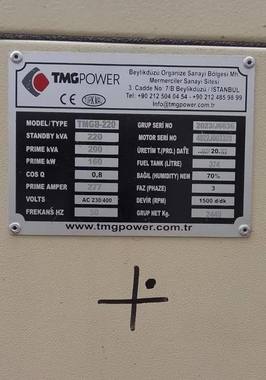 TMGPOWER
CE
Beylikdüzü Organize Sanayi Bölgesi Mh.
Mermerciler Sanayi Sitesi
3. Cadde No: 7/B Beylikdüzü / İSTANBUL
Tel: +90 212 504 04 54 - +90 212 485 98 99
Info@tmgpower.com.tr
MODEL/TYPE TMGB-220 GRUP SERİ NO
STANDBY kVA 220 MOTOR SERİ NO
PRIME kVA 200 ÜRETİM T.(PRO.) DATE
PRIME kW 160 FUEL TANK (LİTRE) 374
COS Q 0,8 BAĞIL (HUMIDITY) NEM 70%
PRIME AMPER 277 FAZ (PHASE) 3
VOLTS AC 230/400 DEVİR (RPM) 1500 d/dk
FREKANS HZ 50 GRUP NET Kg.
www.tmgpower.com.tr